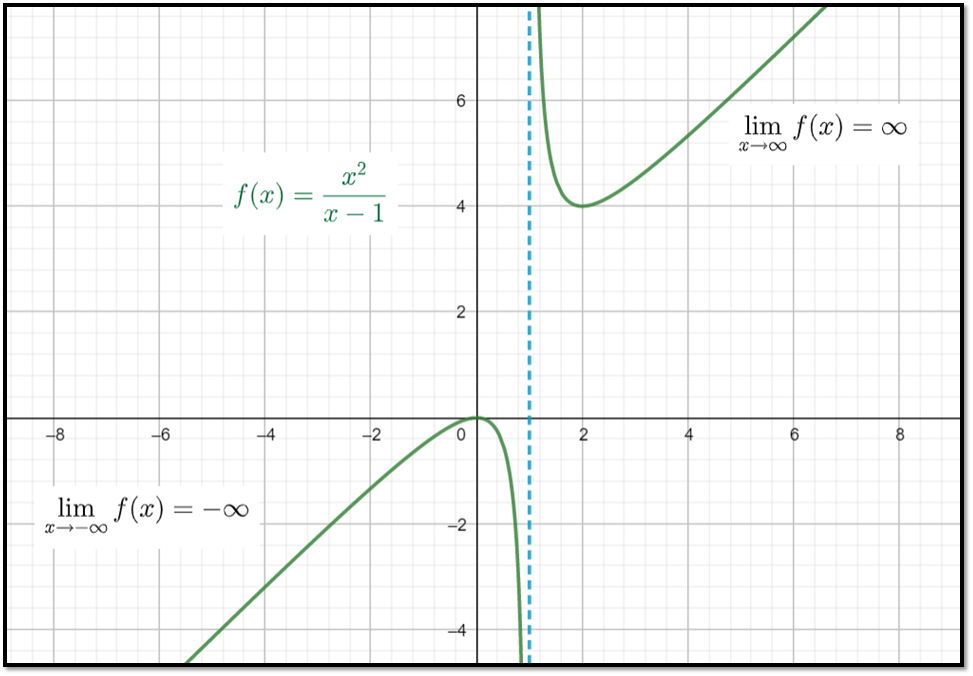 6
lim f(x) = ∞
x→∞
f(x) = x²/(x − 1)
4
2
–8 –6 –4 –2 0 2 4 6 8
lim f(x) = −∞
x→−∞
–2
–4